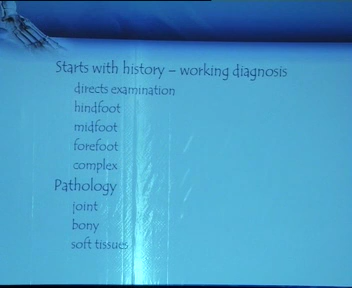 Starts with history – working diagnosis
directs examination
hindfoot
midfoot
forefoot
complex
Pathology
joint
bony
soft tissues